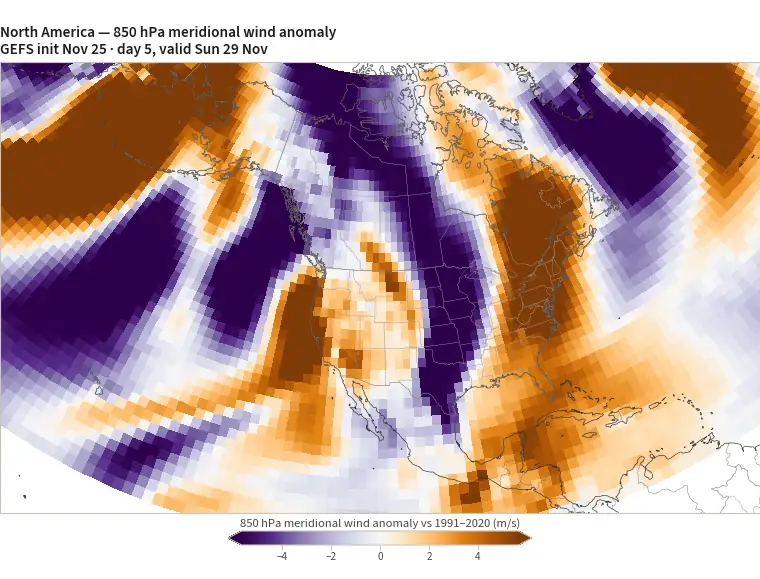 North America — 850 hPa meridional wind anomaly
GEFS init Nov 25 · day 5, valid Sun 29 Nov
850 hPa meridional wind anomaly vs 1991–2020 (m/s)
−4 −2 0 2 4